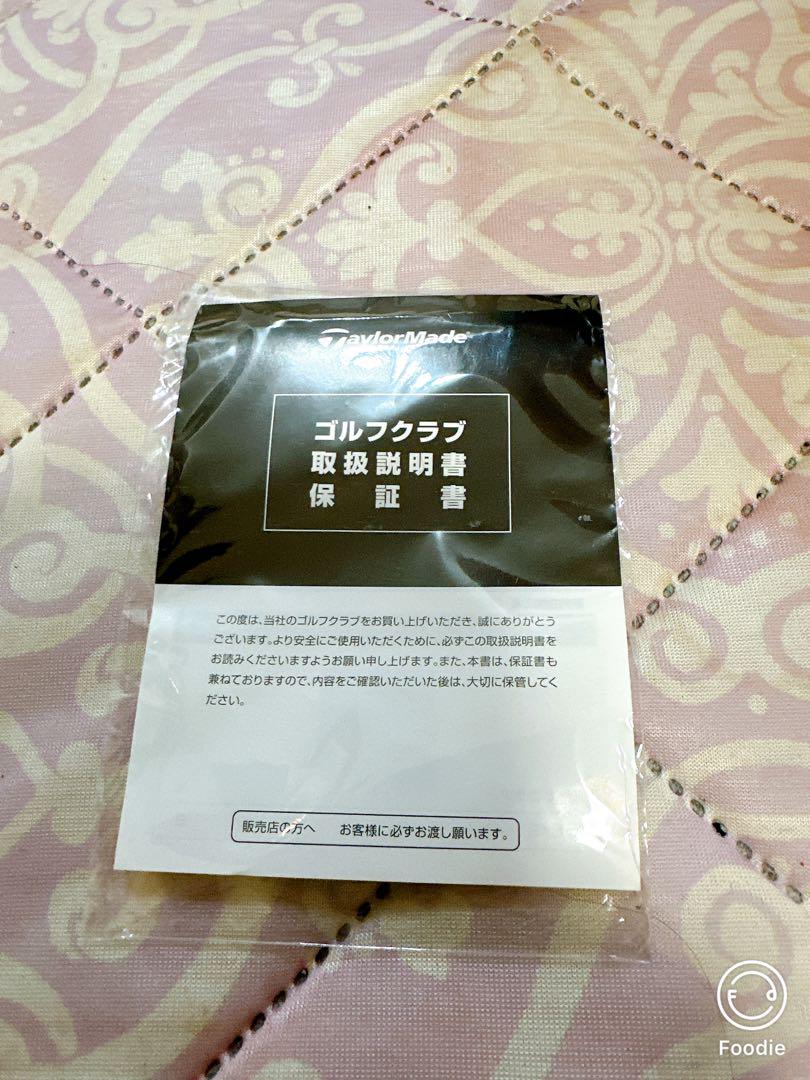 TaylorMade
ゴルフクラブ
取扱説明書
保証書
この度は、当社のゴルフクラブをお買い上げいただき、誠にありがとう
ございます。より安全にご使用いただくために、必ずこの取扱説明書を
お読みくださいますようお願い申し上げます。また、本書は、保証書も
兼ねておりますので、内容をご確認いただいた後は、大切に保管してく
ださい。
販売店の方へ お客様に必ずお渡し願います。
Foodie